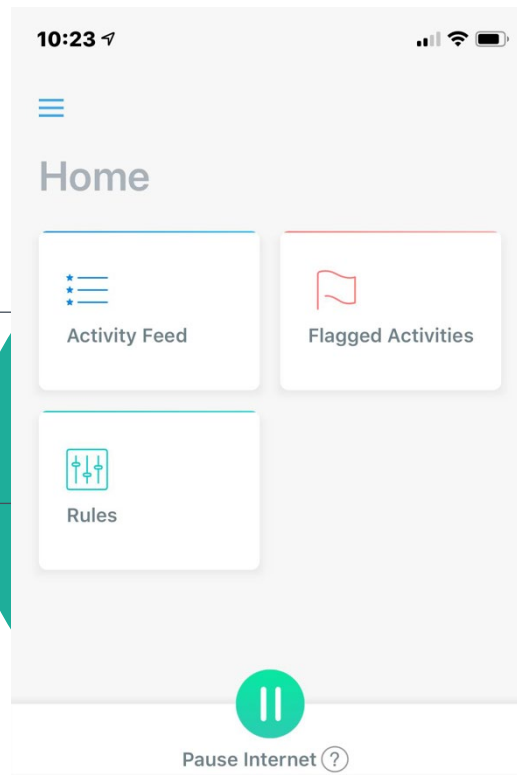 10:23
Home
Activity Feed
Flagged Activities
Rules
Pause Internet ?